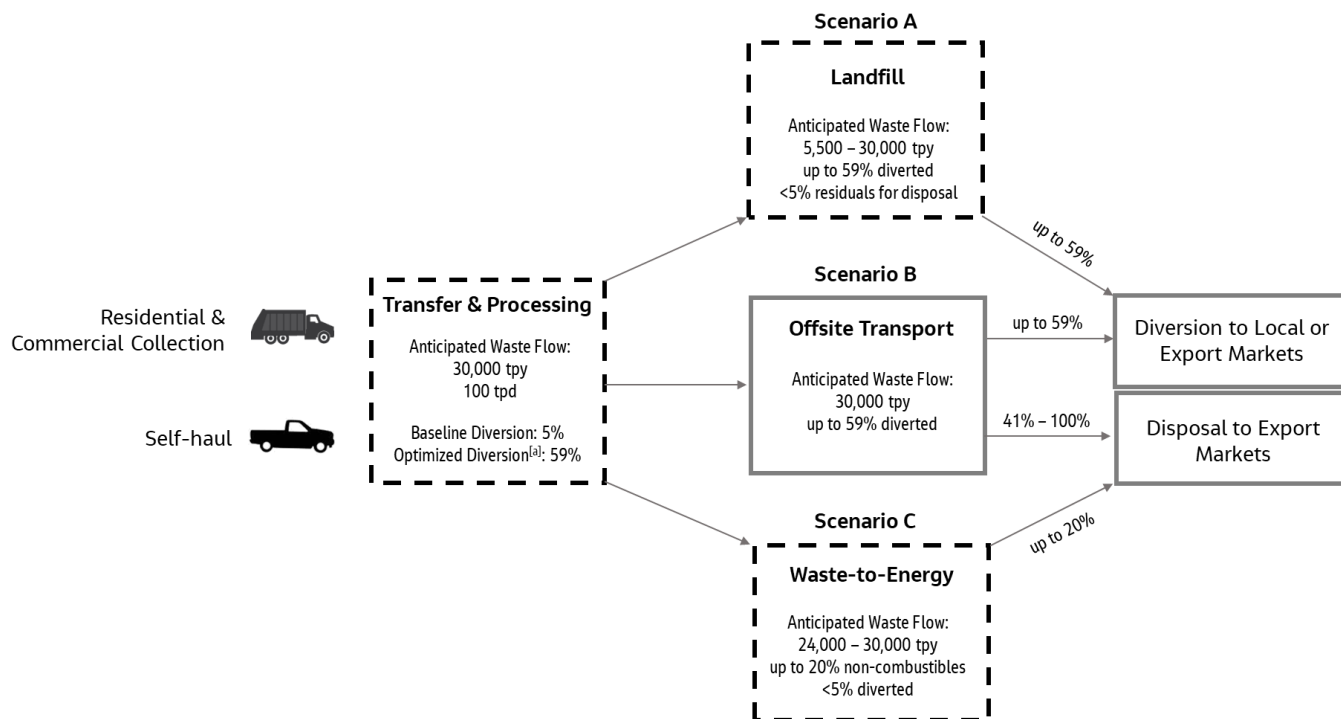 Scenario A
Landfill
Anticipated Waste Flow:
5,500 – 30,000 tpy
up to 59% diverted
<5% residuals for disposal
up to 59%
Residential &
Commercial Collection
Self-haul
Transfer & Processing
Anticipated Waste Flow:
30,000 tpy
100 tpd
Baseline Diversion: 5%
Optimized Diversion[a]: 59%
Scenario B
Offsite Transport
Anticipated Waste Flow:
30,000 tpy
up to 59% diverted
up to 59%
41% – 100%
Diversion to Local or
Export Markets
Disposal to Export
Markets
Scenario C
Waste-to-Energy
Anticipated Waste Flow:
24,000 – 30,000 tpy
up to 20% non-combustibles
<5% diverted
up to 20%